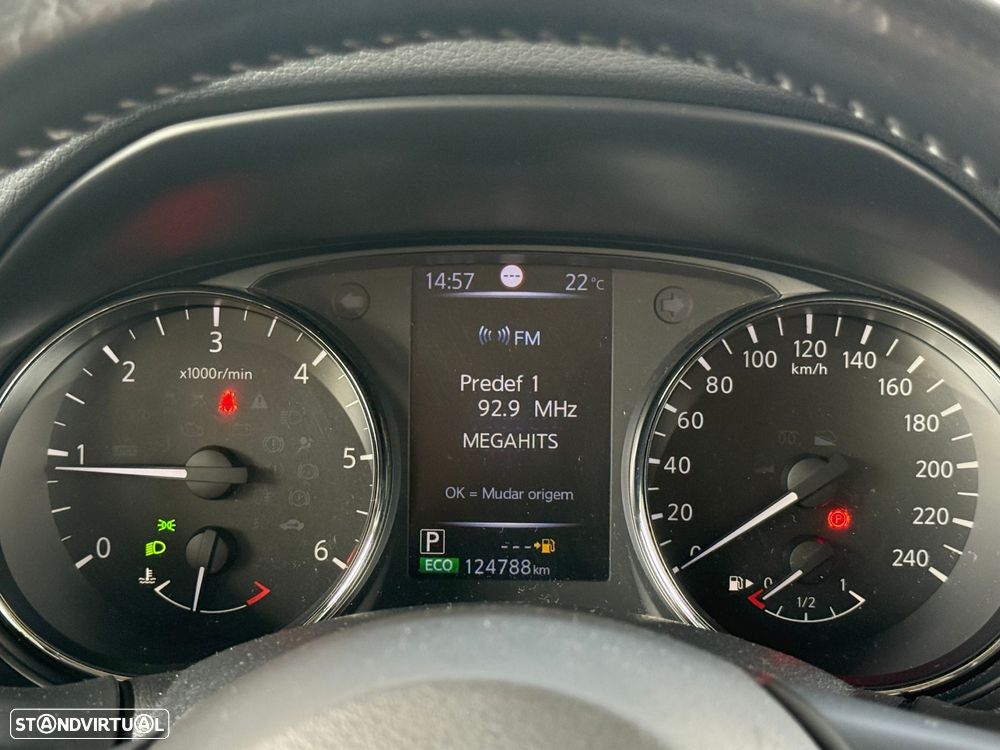 14:57 --- 22°C
FM
Predef 1
92.9 MHz
MEGAHITS
OK = Mudar origem
P ---
ECO 124788km
0 1 2 3 4 5 6
x1000r/min
0 20 40 60 80 100 120 140 160 180 200 220 240
km/h
P
0 1/2 1
STANDVIRTUAL